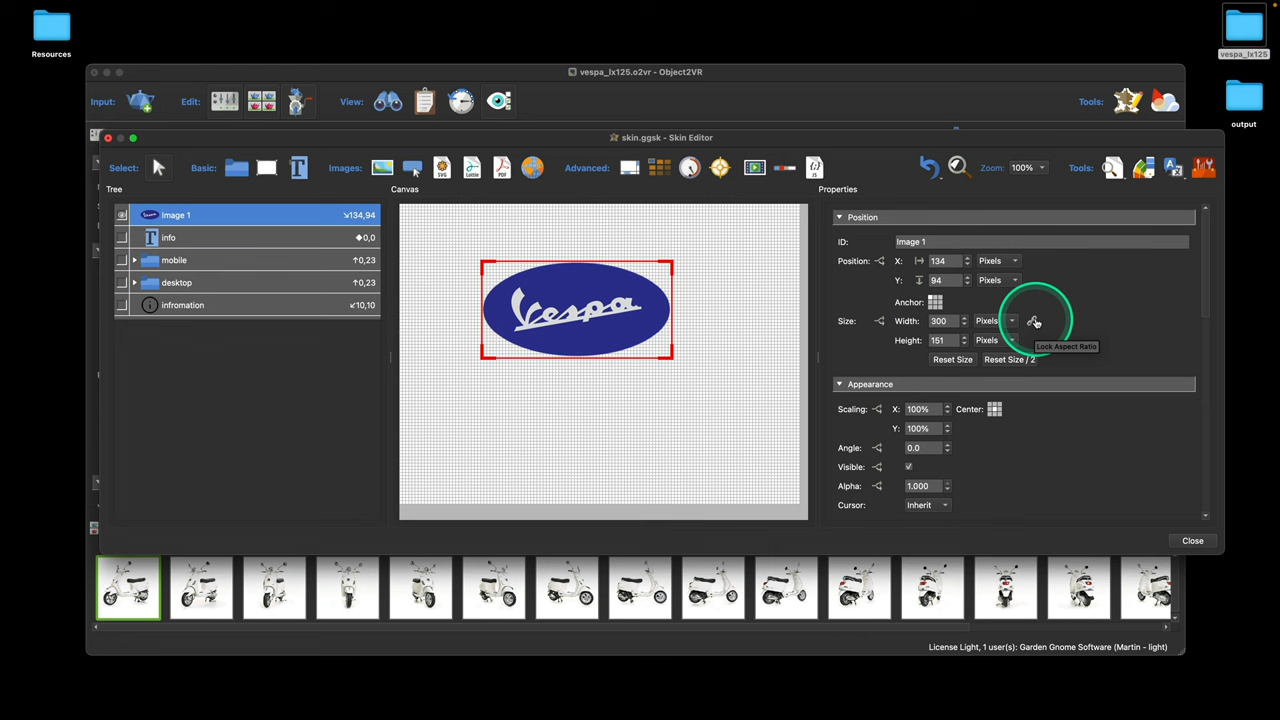 Resources
vespa_lx125
output
vespa_lx125.o2vr - Object2VR
Input:
Edit:
View:
Tools:
skin.ggsk - Skin Editor
Select:
Basic:
Images:
Advanced:
Zoom: 100%
Tools:
Tree
Canvas
Properties
Image 1
↘134,94
info
◆0,0
mobile
↑0,23
desktop
↑0,23
infromation
↙10,10
Vespa
Position
ID: Image 1
Position: X: 134 Pixels
Y: 94 Pixels
Anchor:
Size: Width: 300 Pixels
Height: 151 Pixels
Lock Aspect Ratio
Reset Size Reset Size / 2
Appearance
Scaling: X: 100% Center:
Y: 100%
Angle: 0.0
Visible:
Alpha: 1.000
Cursor: Inherit
Close
License Light, 1 user(s): Garden Gnome Software (Martin - light)